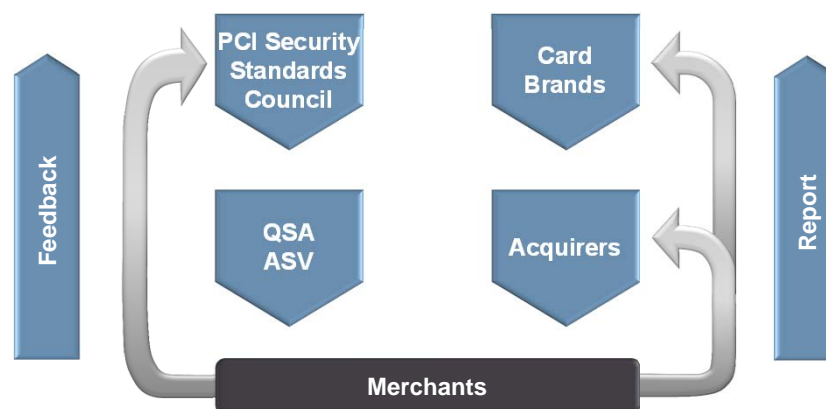 PCI Security
Standards
Council
Card
Brands
Feedback
QSA
ASV
Acquirers
Report
Merchants